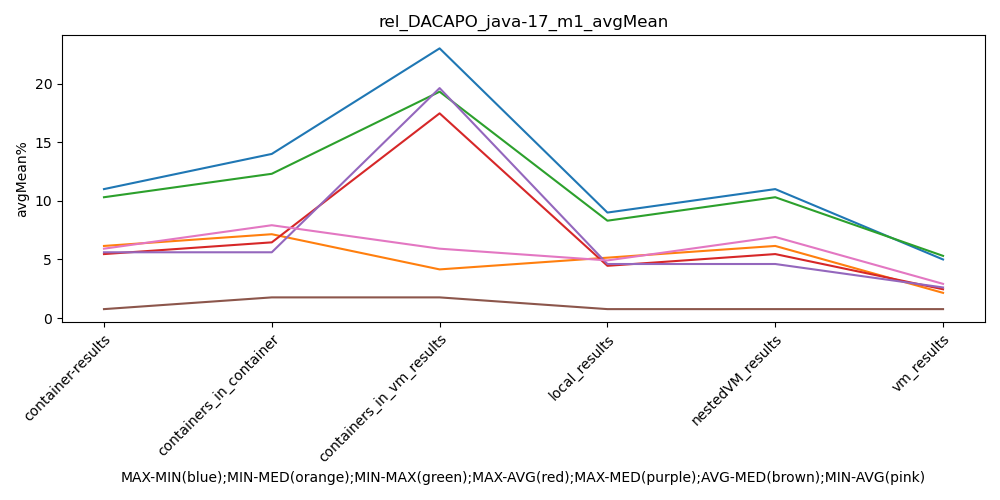 rel_DACAPO_java-17_m1_avgMean
avgMean%
20
15
10
5
0
container-results
containers_in_container
containers_in_vm_results
local_results
nestedVM_results
vm_results
MAX-MIN(blue);MIN-MED(orange);MIN-MAX(green);MAX-AVG(red);MAX-MED(purple);AVG-MED(brown);MIN-AVG(pink)